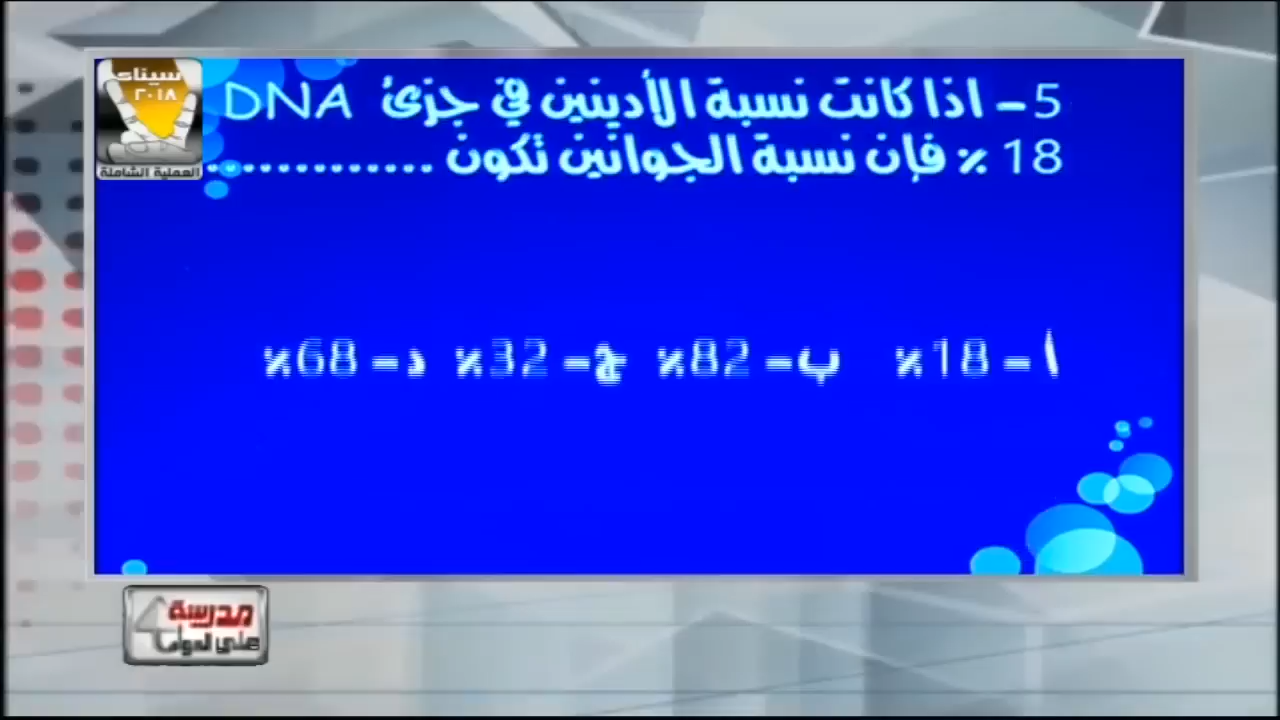 سيناء
٢٠١٨
العملية الشاملة
5- اذا كانت نسبة الأدينين في جزئ DNA
18 ٪ فإن نسبة الجوانين تكون ..............
أ- 18٪ ب- 82٪ ج- 32٪ د- 68٪
مدرسة
على الهواء